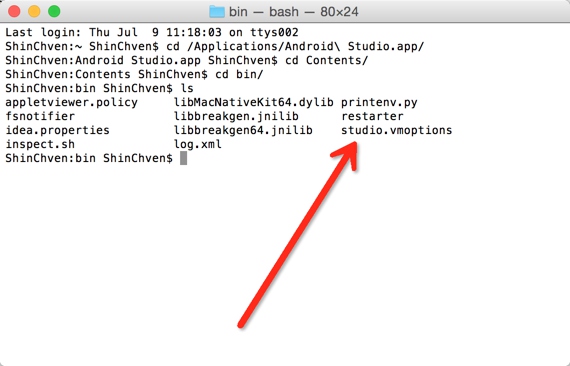 bin — bash — 80×24
Last login: Thu Jul  9 11:18:03 on ttys002
ShinChven:~ ShinChven$ cd /Applications/Android\ Studio.app/
ShinChven:Android Studio.app ShinChven$ cd Contents/
ShinChven:Contents ShinChven$ cd bin/
ShinChven:bin ShinChven$ ls
appletviewer.policy     libMacNativeKit64.dylib printenv.py
fsnotifier              libbreakgen.jnilib      restarter
idea.properties         libbreakgen64.jnilib    studio.vmoptions
inspect.sh              log.xml
ShinChven:bin ShinChven$